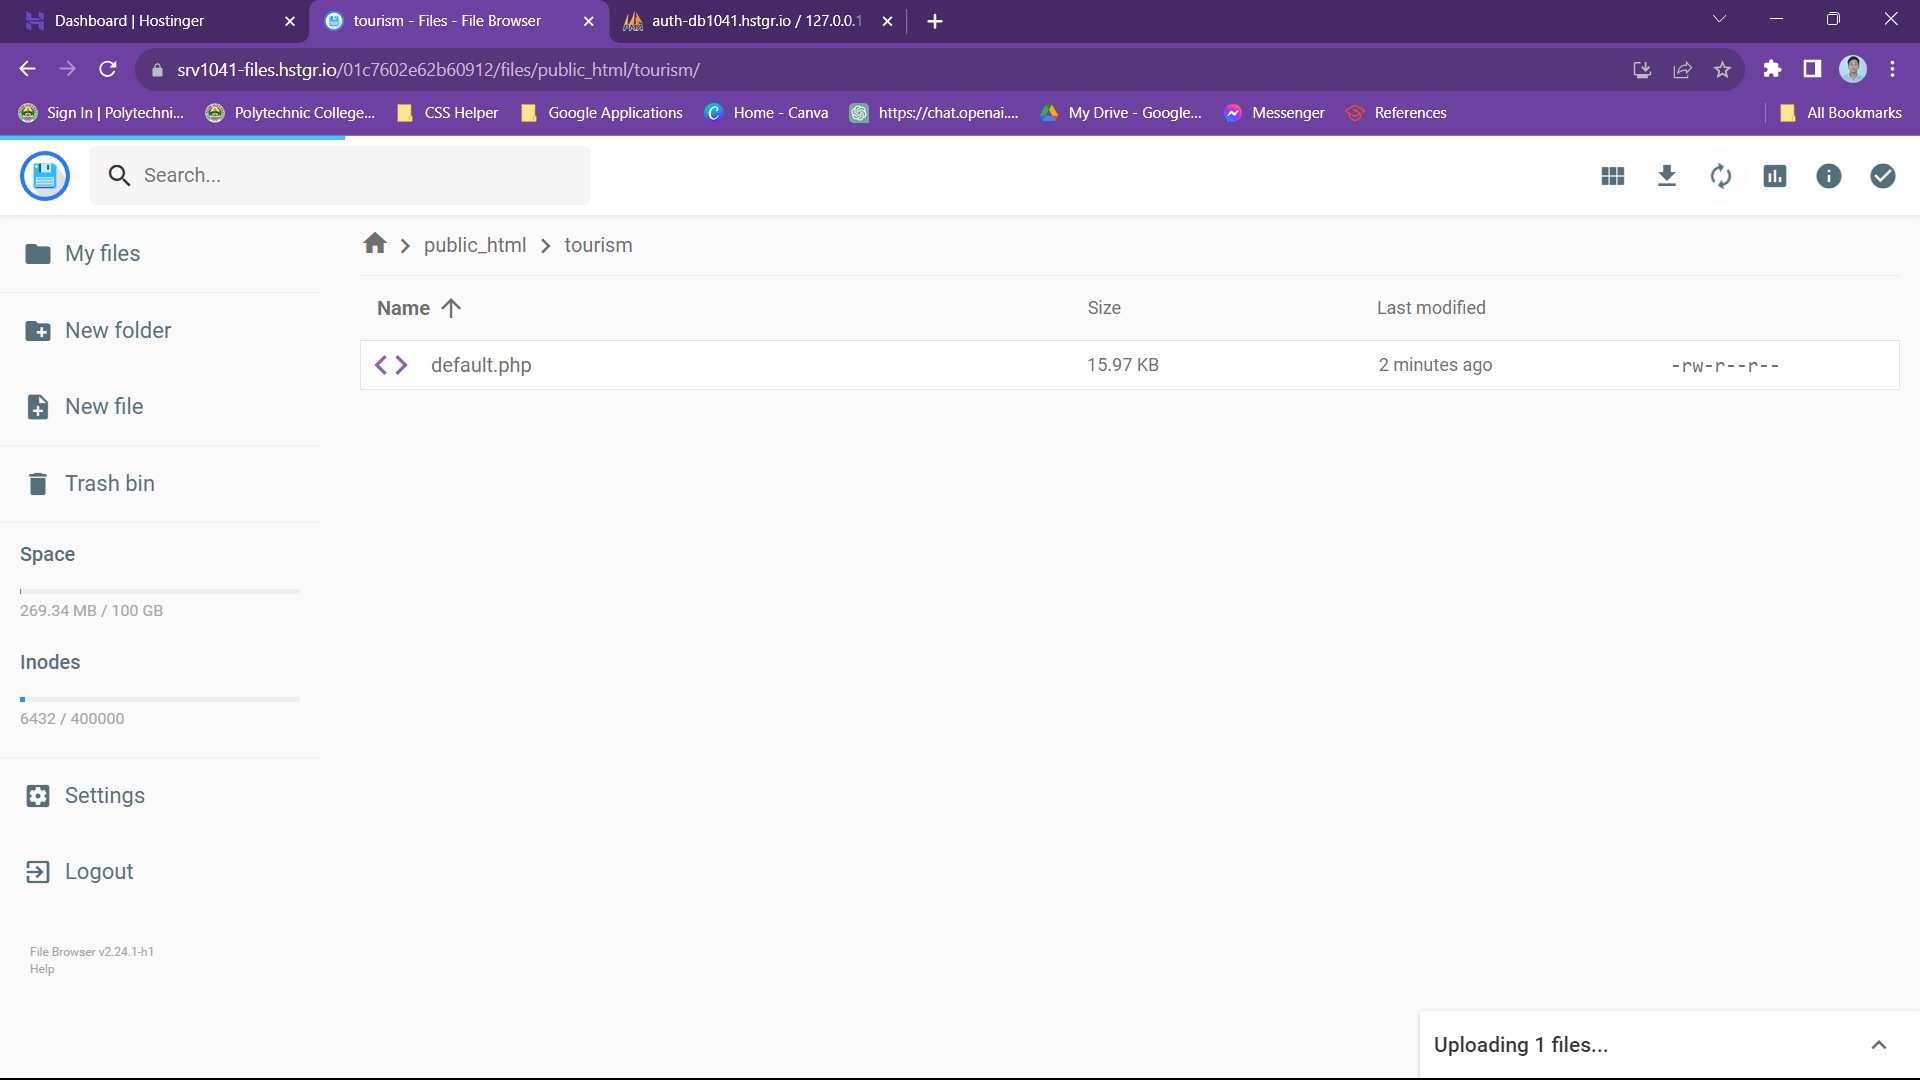 Dashboard | Hostinger
tourism - Files - File Browser
auth-db1041.hstgr.io / 127.0.0.1
srv1041-files.hstgr.io/01c7602e62b60912/files/public_html/tourism/
Sign In | Polytechni...
Polytechnic College...
CSS Helper
Google Applications
Home - Canva
https://chat.openai....
My Drive - Google...
Messenger
References
All Bookmarks
Search...
My files
New folder
New file
Trash bin
Space
269.34 MB / 100 GB
Inodes
6432 / 400000
Settings
Logout
File Browser v2.24.1-h1
Help
public_html
tourism
Name
Size
Last modified
default.php
15.97 KB
2 minutes ago
-rw-r--r--
Uploading 1 files...